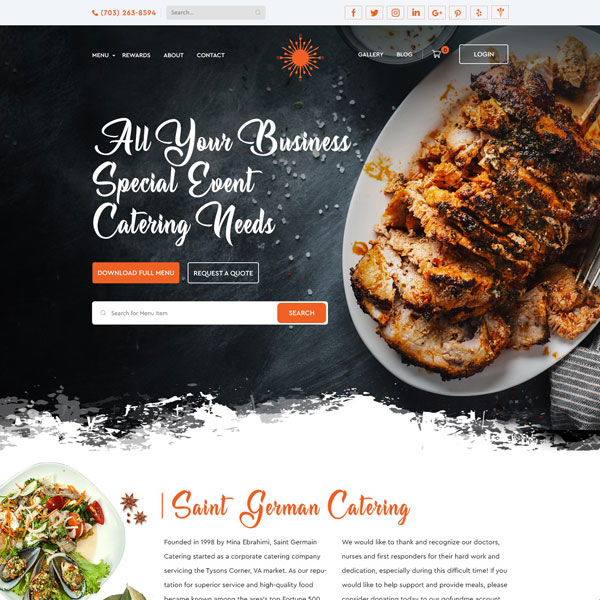 (703) 263-8594
Search...
MENU
REWARDS
ABOUT
CONTACT
GALLERY
BLOG
0
LOGIN
All Your Business
Special Event
Catering Needs
DOWNLOAD FULL MENU
REQUEST A QUOTE
Search for Menu Item
SEARCH
Saint German Catering
Founded in 1998 by Mina Ebrahimi, Saint Germain
Catering started as a corporate catering company
servicing the Tysons Corner, VA market. As our repu-
tation for superior service and high-quality food
became known among the area's top Fortune 500
We would like to thank and recognize our doctors,
nurses and first responders for their hard work and
dedication, especially during this difficult time! If you
would like to help support and provide meals, please
consider donating today to our gofundme account